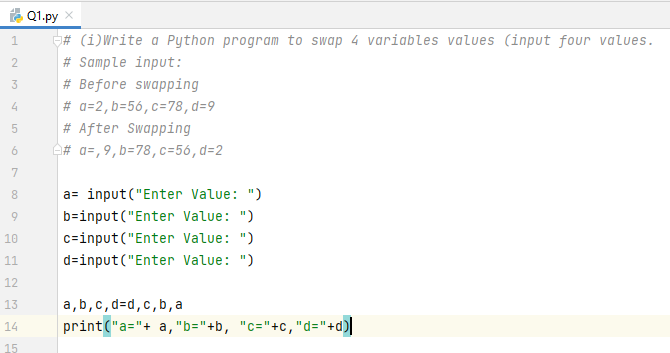 Q1.py
1 # (i)Write a Python program to swap 4 variables values (input four values.
2 # Sample input:
3 # Before swapping
4 # a=2,b=56,c=78,d=9
5 # After Swapping
6 # a=,9,b=78,c=56,d=2
7
8 a= input("Enter Value: ")
9 b=input("Enter Value: ")
10 c=input("Enter Value: ")
11 d=input("Enter Value: ")
12
13 a,b,c,d=d,c,b,a
14 print("a="+ a,"b="+b, "c="+c,"d="+d)
15